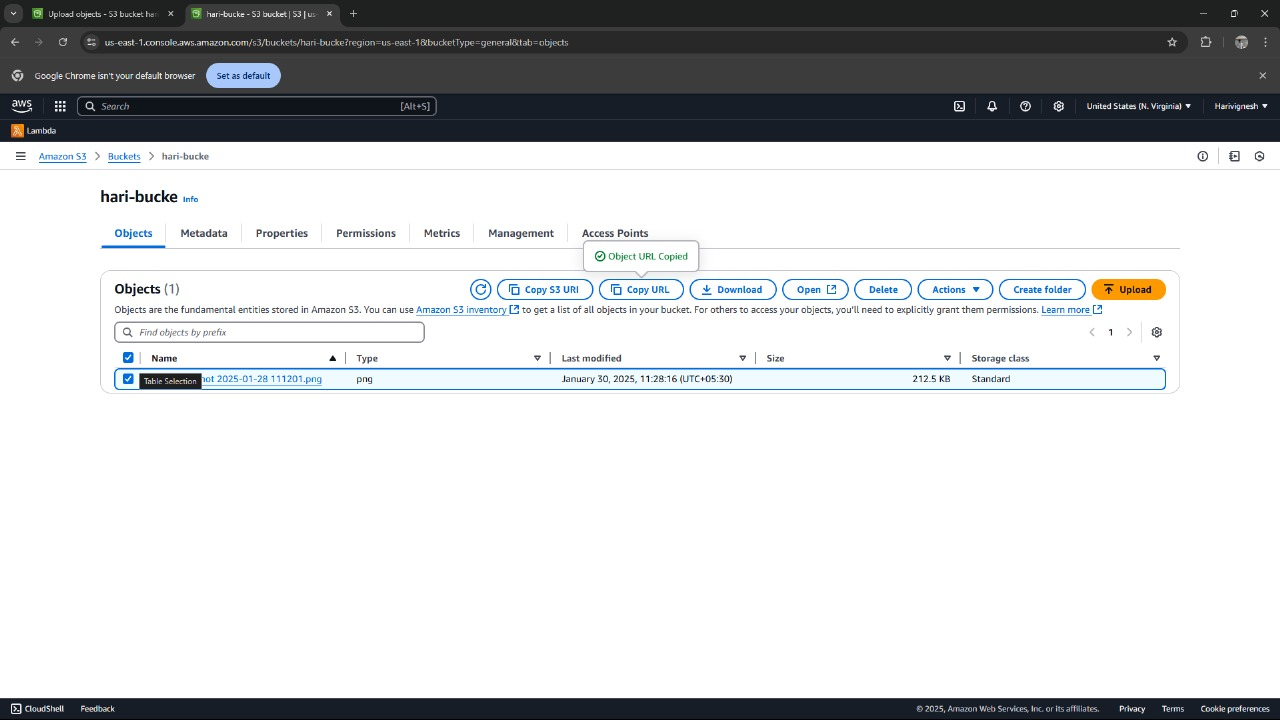 Upload objects - S3 bucket har
hari-bucke - S3 bucket | S3 | us-
us-east-1.console.aws.amazon.com/s3/buckets/hari-bucke?region=us-east-1&bucketType=general&tab=objects
Google Chrome isn't your default browser Set as default
aws Search [Alt+S] United States (N. Virginia) Harivignesh
Lambda
Amazon S3 > Buckets > hari-bucke
hari-bucke Info
Objects Metadata Properties Permissions Metrics Management Access Points
Object URL Copied
Objects (1) Copy S3 URI Copy URL Download Open Delete Actions Create folder Upload
Objects are the fundamental entities stored in Amazon S3. You can use Amazon S3 inventory to get a list of all objects in your bucket. For others to access your objects, you'll need to explicitly grant them permissions. Learn more
Find objects by prefix 1
Name Type Last modified Size Storage class
Table Selection 2025-01-28 111201.png png January 30, 2025, 11:28:16 (UTC+05:30) 212.5 KB Standard
CloudShell Feedback © 2025, Amazon Web Services, Inc. or its affiliates. Privacy Terms Cookie preferences